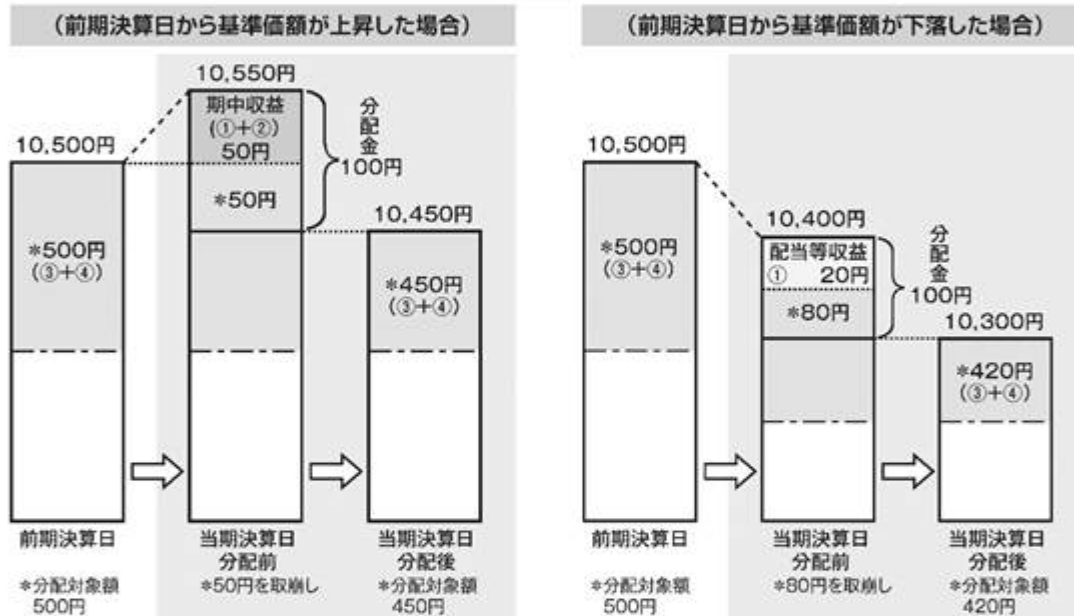 (前期決算日から基準価額が上昇した場合)
10,550円
期中収益
(①+②)
50円
*50円
分配金
100円
10,500円
*500円
(③+④)
10,450円
*450円
(③+④)
前期決算日
当期決算日
分配前
当期決算日
分配後
*分配対象額
500円
*50円を取崩し
*分配対象額
450円
(前期決算日から基準価額が下落した場合)
10,500円
*500円
(③+④)
10,400円
配当等収益
① 20円
*80円
分配金
100円
10,300円
*420円
(③+④)
前期決算日
当期決算日
分配前
当期決算日
分配後
*分配対象額
500円
*80円を取崩し
*分配対象額
420円